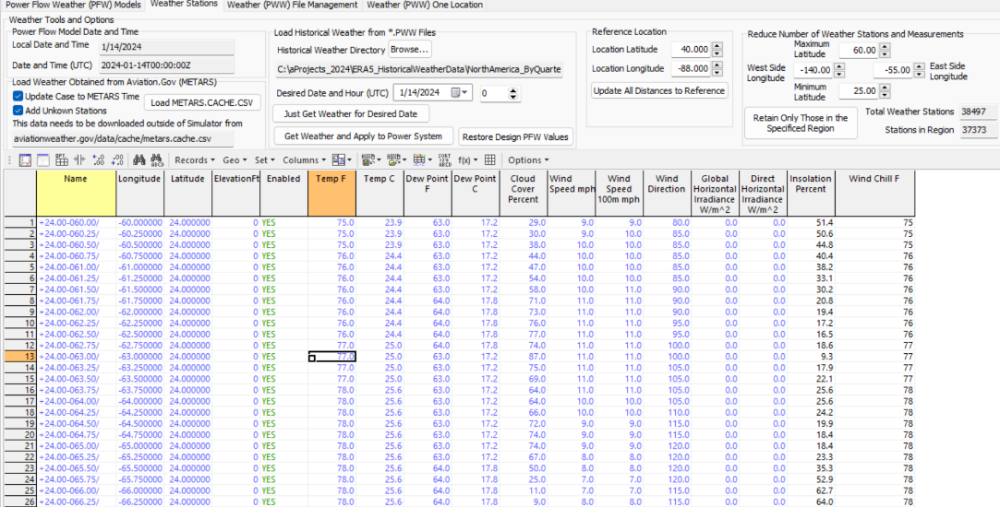 Power Flow Weather (PFW) Models Weather Stations Weather (PWW) File Management Weather (PWW) One Location
Weather Tools and Options
Power Flow Model Date and Time
Local Date and Time 1/14/2024
Date and Time (UTC) 2024-01-14T00:00:00Z
Load Weather Obtained from Aviation.Gov (METARS)
Update Case to METARS Time
Load METARS.CACHE.CSV
Add Unkown Stations
This data needs to be downloaded outside of Simulator from
aviationweather.gov/data/cache/metars.cache.csv
Load Historical Weather from *.PWW Files
Historical Weather Directory Browse...
C:\aProjects_2024\ERA5_HistoricalWeatherData\NorthAmerica_ByQuarte
Desired Date and Hour (UTC) 1/14/2024 0
Just Get Weather for Desired Date
Get Weather and Apply to Power System Restore Design PFW Values
Reference Location
Location Latitude 40.000
Location Longitude -88.000
Update All Distances to Reference
Reduce Number of Weather Stations and Measurements
Maximum Latitude 60.00
West Side Longitude -140.00 -55.00 East Side Longitude
Minimum Latitude 25.00
Retain Only Those in the Specificed Region
Total Weather Stations 38497
Stations in Region 37373
Records Geo Set Columns f(x) Options
Name Longitude Latitude ElevationFt Enabled Temp F Temp C Dew Point F Dew Point C Cloud Cover Percent Wind Speed mph Wind Speed 100m mph Wind Direction Global Horizontal Irradiance W/m^2 Direct Horizontal Irradiance W/m^2 Insolation Percent Wind Chill F
1 +24.00-060.00/ -60.000000 24.000000 0 YES 75.0 23.9 63.0 17.2 29.0 9.0 9.0 80.0 0.0 0.0 51.4 75
2 +24.00-060.25/ -60.250000 24.000000 0 YES 75.0 23.9 63.0 17.2 30.0 9.0 10.0 85.0 0.0 0.0 50.6 75
3 +24.00-060.50/ -60.500000 24.000000 0 YES 75.0 23.9 63.0 17.2 38.0 10.0 10.0 85.0 0.0 0.0 44.8 75
4 +24.00-060.75/ -60.750000 24.000000 0 YES 76.0 24.4 63.0 17.2 44.0 10.0 10.0 85.0 0.0 0.0 40.4 76
5 +24.00-061.00/ -61.000000 24.000000 0 YES 76.0 24.4 63.0 17.2 47.0 10.0 10.0 85.0 0.0 0.0 38.2 76
6 +24.00-061.25/ -61.250000 24.000000 0 YES 76.0 24.4 63.0 17.2 54.0 10.0 10.0 85.0 0.0 0.0 33.1 76
7 +24.00-061.50/ -61.500000 24.000000 0 YES 76.0 24.4 63.0 17.2 58.0 10.0 11.0 90.0 0.0 0.0 30.2 76
8 +24.00-061.75/ -61.750000 24.000000 0 YES 76.0 24.4 64.0 17.8 71.0 10.0 11.0 90.0 0.0 0.0 20.8 76
9 +24.00-062.00/ -62.000000 24.000000 0 YES 76.0 24.4 64.0 17.8 73.0 11.0 11.0 90.0 0.0 0.0 19.4 76
10 +24.00-062.25/ -62.250000 24.000000 0 YES 76.0 24.4 64.0 17.8 76.0 11.0 11.0 95.0 0.0 0.0 17.2 76
11 +24.00-062.50/ -62.500000 24.000000 0 YES 76.0 24.4 64.0 17.8 77.0 11.0 11.0 95.0 0.0 0.0 16.5 76
12 +24.00-062.75/ -62.750000 24.000000 0 YES 77.0 25.0 64.0 17.8 74.0 11.0 11.0 100.0 0.0 0.0 18.6 77
13 +24.00-063.00/ -63.000000 24.000000 0 YES 77.0 25.0 63.0 17.2 87.0 11.0 11.0 100.0 0.0 0.0 9.3 77
14 +24.00-063.25/ -63.250000 24.000000 0 YES 77.0 25.0 63.0 17.2 75.0 11.0 11.0 105.0 0.0 0.0 17.9 77
15 +24.00-063.50/ -63.500000 24.000000 0 YES 77.0 25.0 63.0 17.2 69.0 11.0 11.0 105.0 0.0 0.0 22.1 77
16 +24.00-063.75/ -63.750000 24.000000 0 YES 78.0 25.6 63.0 17.2 64.0 11.0 11.0 105.0 0.0 0.0 25.6 78
17 +24.00-064.00/ -64.000000 24.000000 0 YES 78.0 25.6 63.0 17.2 64.0 10.0 10.0 105.0 0.0 0.0 25.6 78
18 +24.00-064.25/ -64.250000 24.000000 0 YES 78.0 25.6 63.0 17.2 66.0 10.0 10.0 110.0 0.0 0.0 24.2 78
19 +24.00-064.50/ -64.500000 24.000000 0 YES 78.0 25.6 63.0 17.2 72.0 9.0 10.0 115.0 0.0 0.0 19.9 78
20 +24.00-064.75/ -64.750000 24.000000 0 YES 78.0 25.6 63.0 17.2 74.0 9.0 9.0 115.0 0.0 0.0 18.4 78
21 +24.00-065.00/ -65.000000 24.000000 0 YES 78.0 25.6 63.0 17.2 74.0 9.0 9.0 120.0 0.0 0.0 18.4 78
22 +24.00-065.25/ -65.250000 24.000000 0 YES 78.0 25.6 63.0 17.2 67.0 8.0 8.0 120.0 0.0 0.0 23.3 78
23 +24.00-065.50/ -65.500000 24.000000 0 YES 78.0 25.6 64.0 17.8 50.0 8.0 8.0 120.0 0.0 0.0 35.3 78
24 +24.00-065.75/ -65.750000 24.000000 0 YES 78.0 25.6 64.0 17.8 25.0 7.0 7.0 120.0 0.0 0.0 52.9 78
25 +24.00-066.00/ -66.000000 24.000000 0 YES 78.0 25.6 64.0 17.8 11.0 7.0 7.0 115.0 0.0 0.0 62.7 78
26 +24.00-066.25/ -66.250000 24.000000 0 YES 78.0 25.6 64.0 17.8 9.0 8.0 8.0 115.0 0.0 0.0 64.0 78